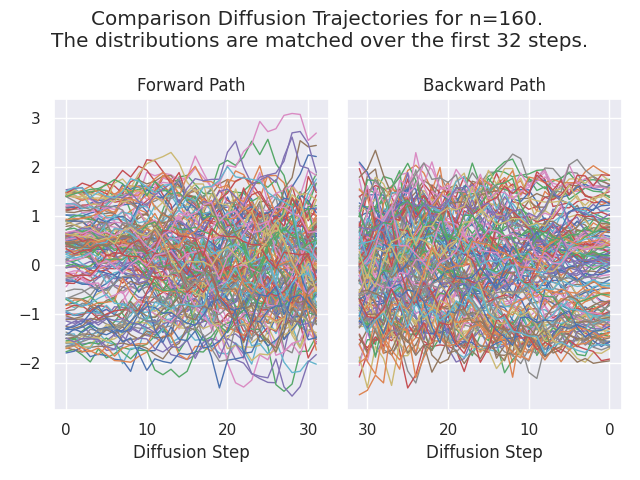 Comparison Diffusion Trajectories for n=160.
The distributions are matched over the first 32 steps.
Forward Path
Backward Path
3
2
1
0
−1
−2
0 10 20 30
30 20 10 0
Diffusion Step
Diffusion Step